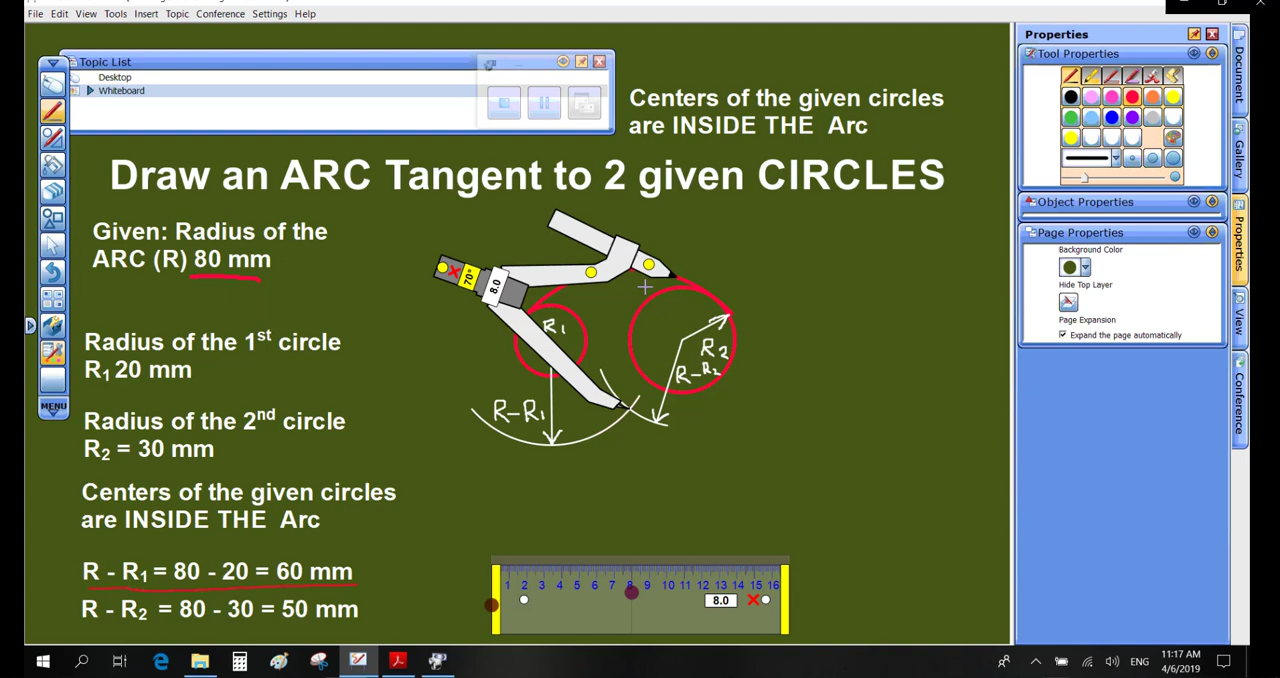 File Edit View Tools Insert Topic Conference Settings Help
Topic List
Desktop
Whiteboard
Centers of the given circles
are INSIDE THE Arc
Draw an ARC Tangent to 2 given CIRCLES
Given: Radius of the
ARC (R) 80 mm
Radius of the 1st circle
R1 20 mm
Radius of the 2nd circle
R2 = 30 mm
Centers of the given circles
are INSIDE THE Arc
R - R1 = 80 - 20 = 60 mm
R - R2 = 80 - 30 = 50 mm
70°
8.0
R1
R2
R-R2
R-R1
1 2 3 4 5 6 7 8 9 10 11 12 13 14 15 16
8.0
MENU
Properties
Tool Properties
Object Properties
Page Properties
Background Color
Hide Top Layer
Page Expansion
Expand the page automatically
Document
Gallery
Properties
View
Conference
ENG
11:17 AM
4/6/2019